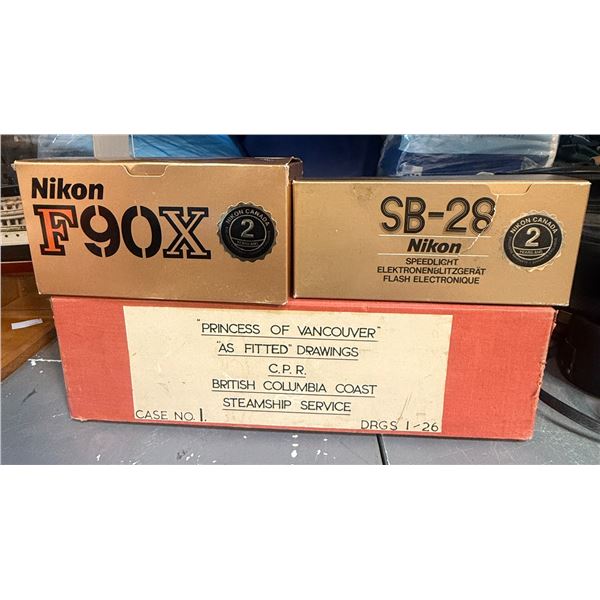 Nikon
F90X
NIKON CANADA
2
SB-28
Nikon
SPEEDLIGHT
ELEKTRONENBLITZGERÄT
FLASH ELECTRONIQUE
NIKON CANADA
2
"PRINCESS OF VANCOUVER"
"AS FITTED" DRAWINGS
C.P.R.
BRITISH COLUMBIA COAST
STEAMSHIP SERVICE
CASE NO. 1.
DRGS 1-26